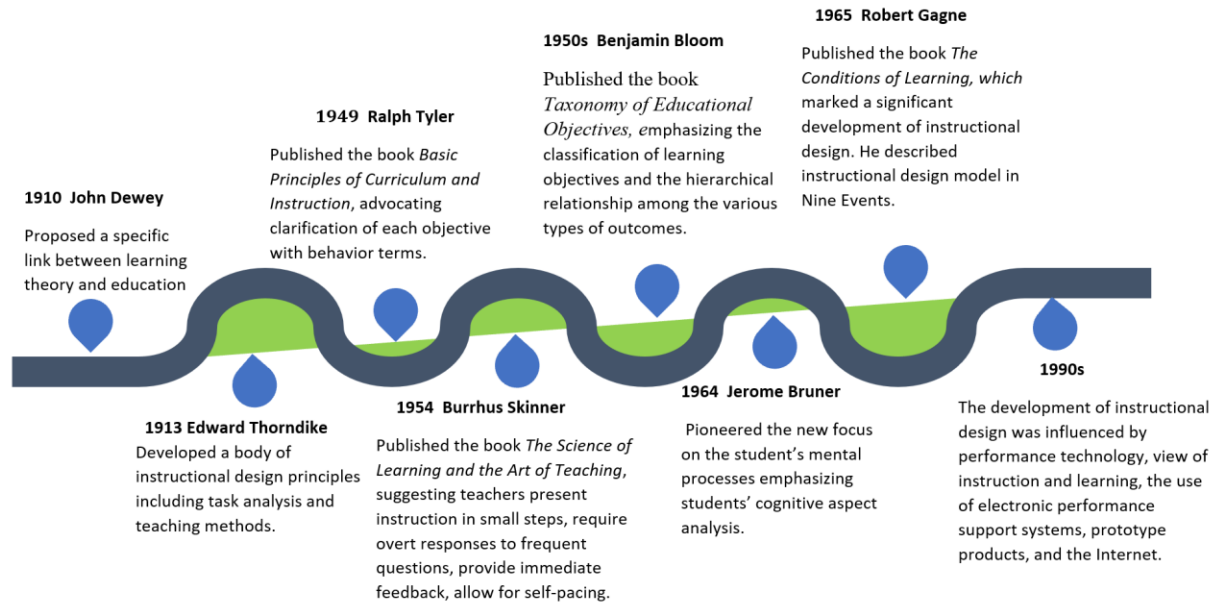 1910 John Dewey
Proposed a specific
link between learning
theory and education
1913 Edward Thorndike
Developed a body of
instructional design principles
including task analysis and
teaching methods.
1949 Ralph Tyler
Published the book Basic
Principles of Curriculum and
Instruction, advocating
clarification of each objective
with behavior terms.
1954 Burrhus Skinner
Published the book The Science of
Learning and the Art of Teaching,
suggesting teachers present
instruction in small steps, require
overt responses to frequent
questions, provide immediate
feedback, allow for self-pacing.
1950s Benjamin Bloom
Published the book
Taxonomy of Educational
Objectives, emphasizing the
classification of learning
objectives and the hierarchical
relationship among the various
types of outcomes.
1964 Jerome Bruner
Pioneered the new focus
on the student’s mental
processes emphasizing
students’ cognitive aspect
analysis.
1965 Robert Gagne
Published the book The
Conditions of Learning, which
marked a significant
development of instructional
design. He described
instructional design model in
Nine Events.
1990s
The development of instructional
design was influenced by
performance technology, view of
instruction and learning, the use
of electronic performance
support systems, prototype
products, and the Internet.